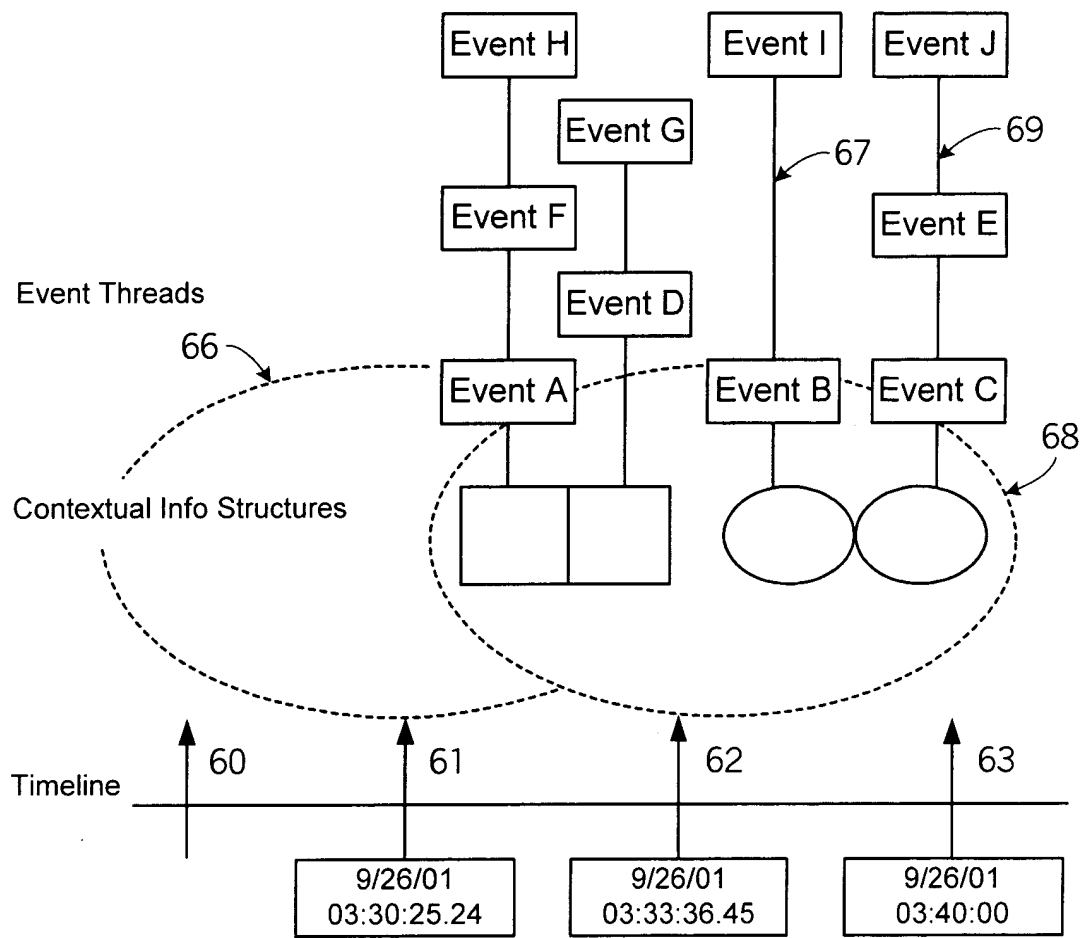 Event H
Event I
Event J
Event G
67
69
Event F
Event E
Event Threads
Event D
66
Event A
Event B
Event C
68
Contextual Info Structures
60
61
62
63
Timeline
9/26/01
03:30:25.24
9/26/01
03:33:36.45
9/26/01
03:40:00